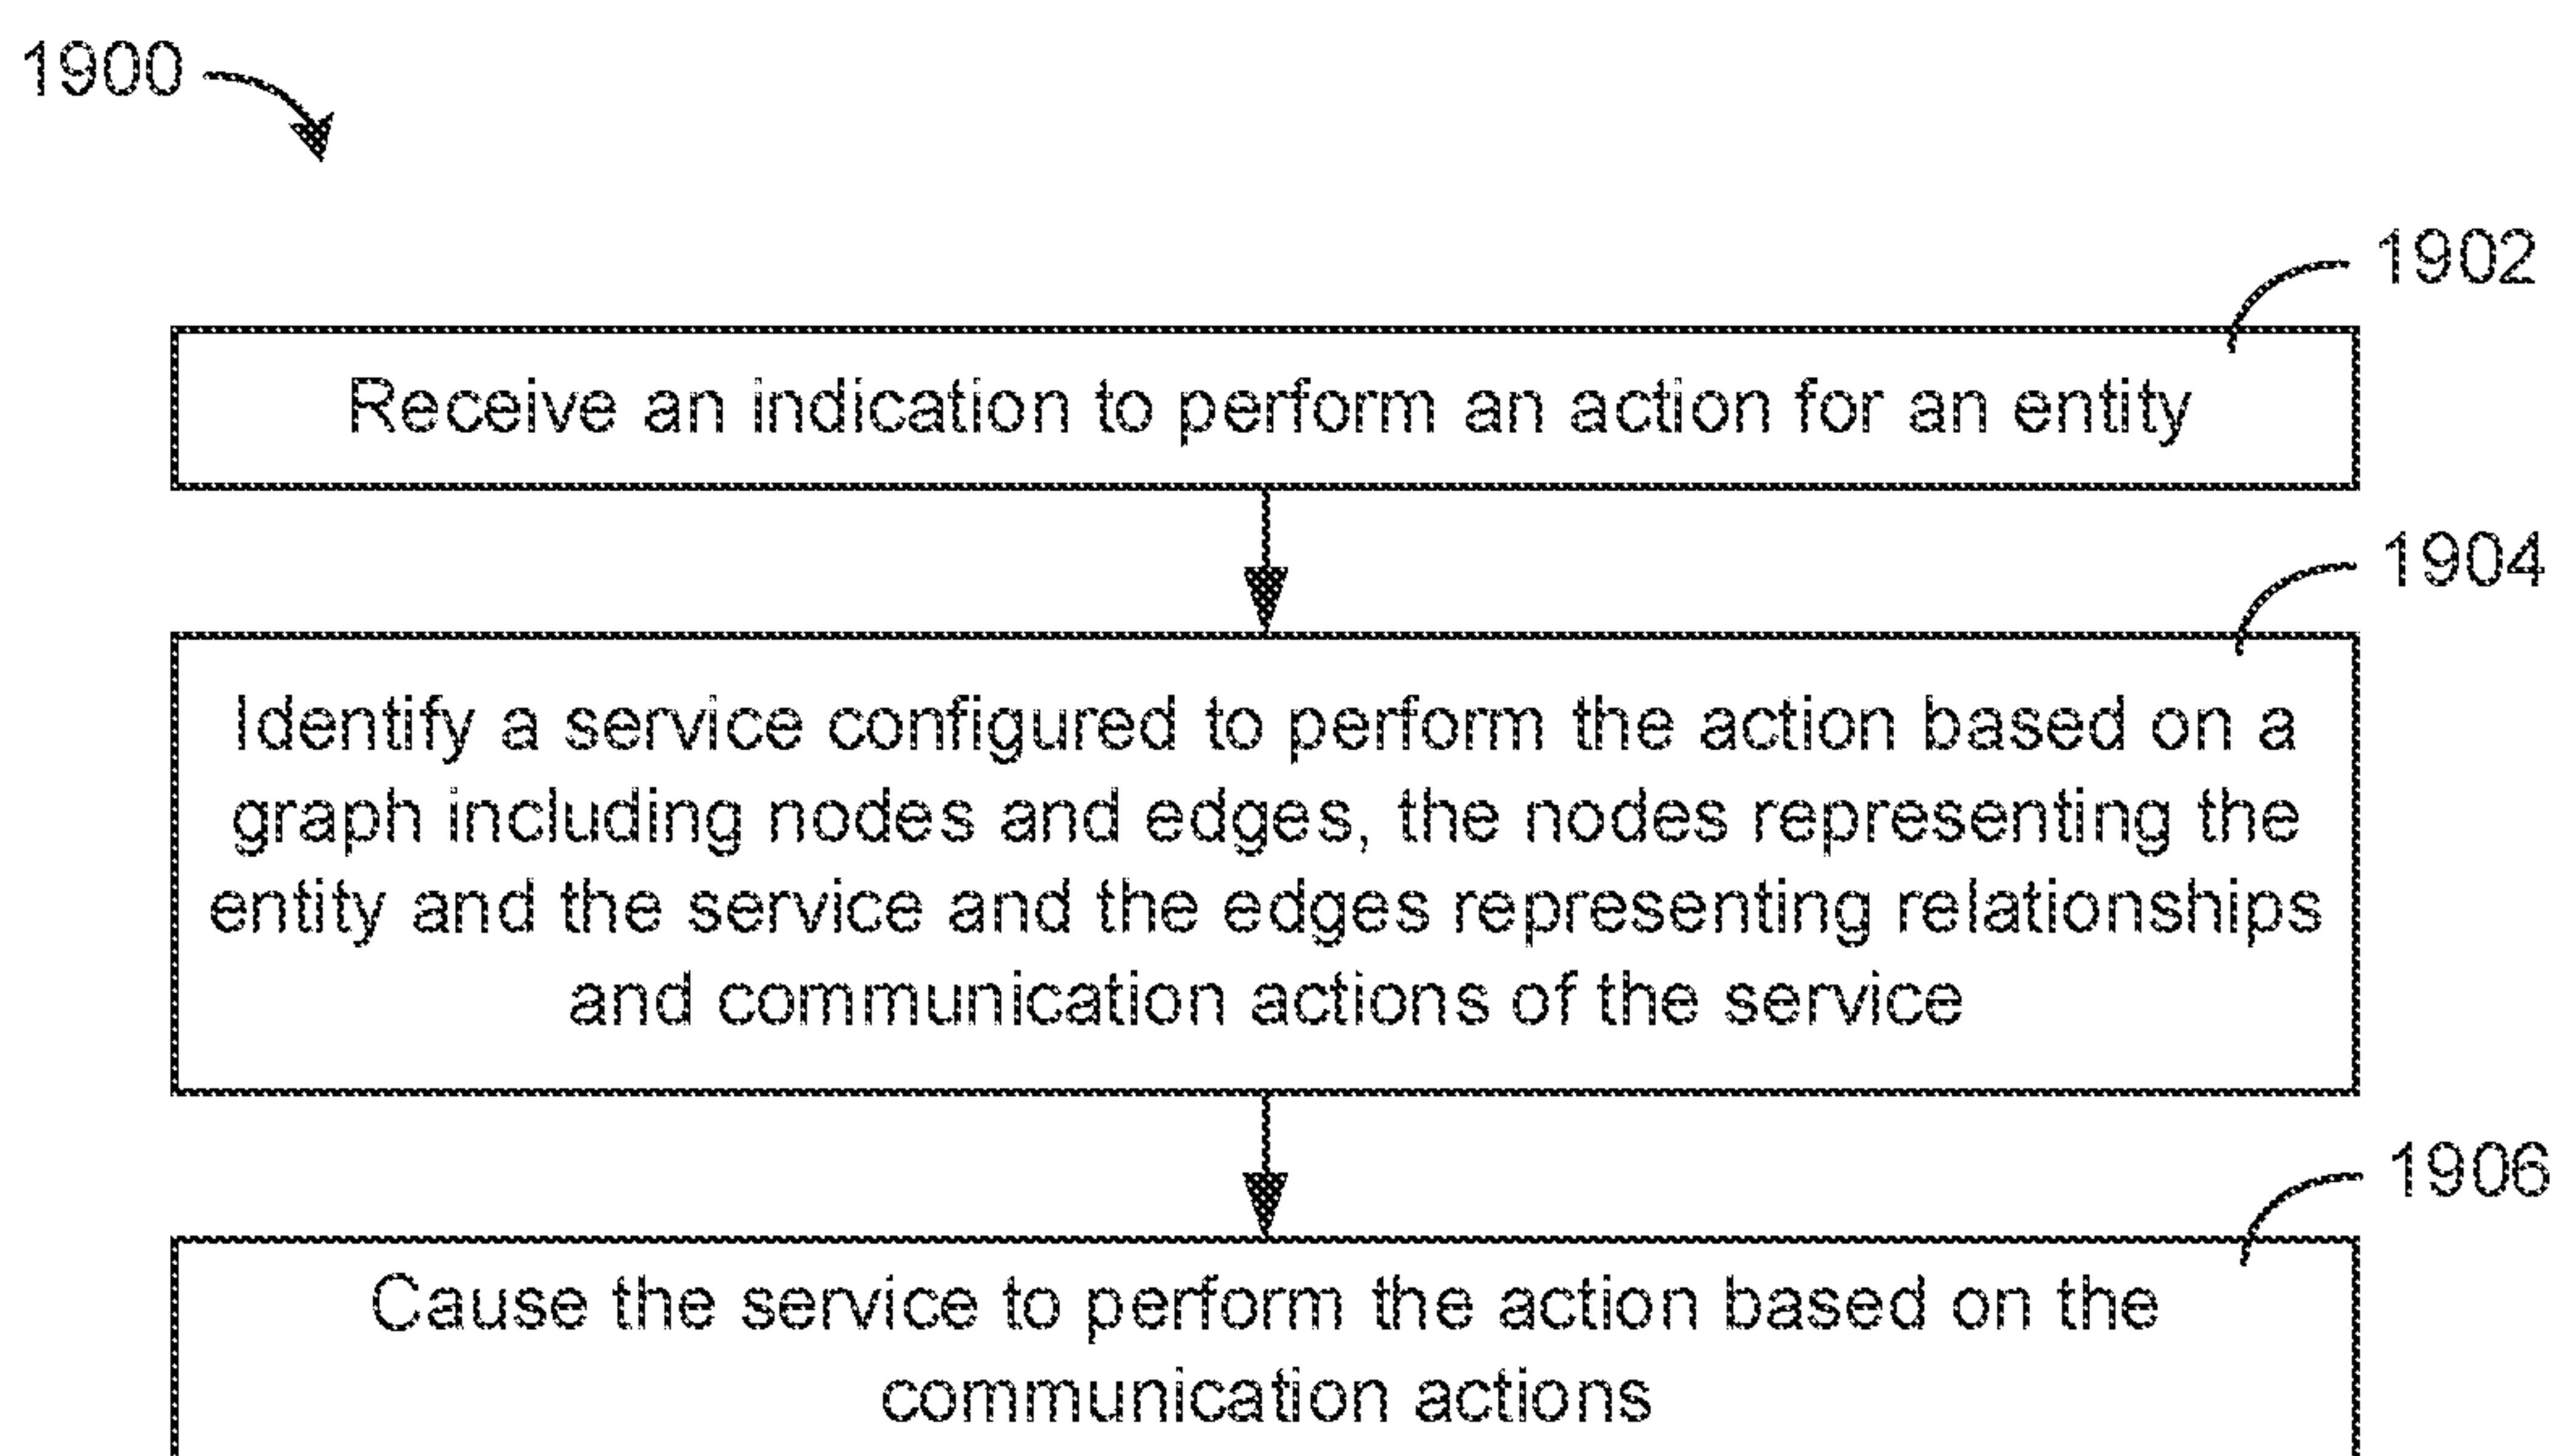 1900
1902
Receive an indication to perform an action for an entity
1904
Identify a service configured to perform the action based on a
graph including nodes and edges, the nodes representing the
entity and the service and the edges representing relationships
and communication actions of the service
1906
Cause the service to perform the action based on the
communication actions